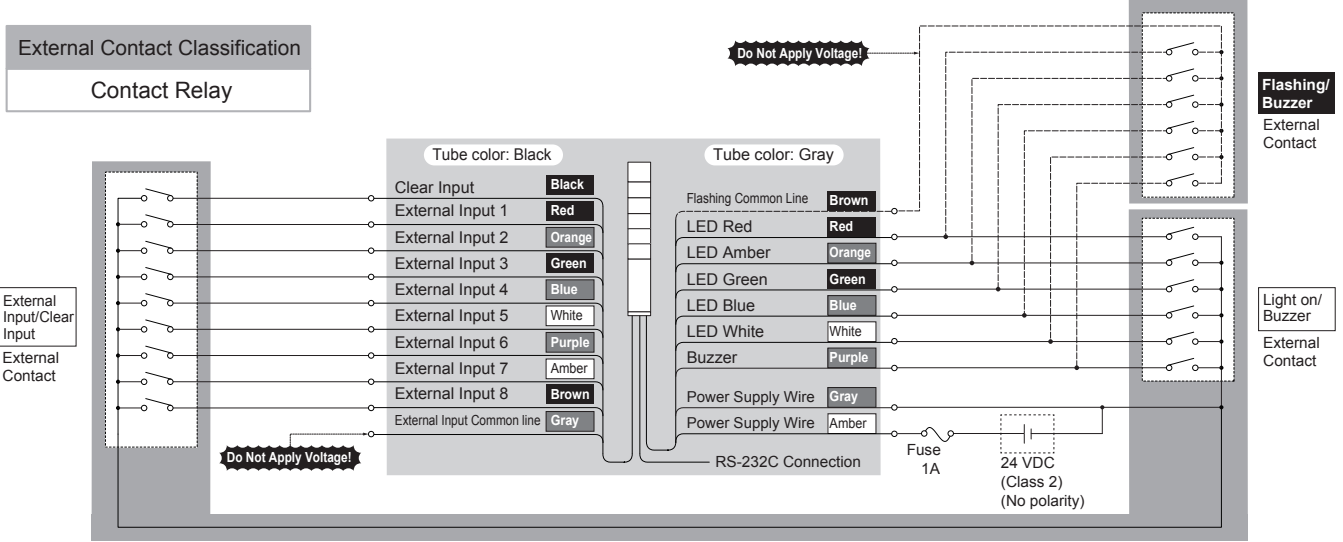 External Contact Classification
Contact Relay
Do Not Apply Voltage!
Flashing/
Buzzer
External
Contact
Tube color: Black
Clear Input Black
External Input 1 Red
External Input 2 Orange
External Input 3 Green
External Input 4 Blue
External Input 5 White
External Input 6 Purple
External Input 7 Amber
External Input 8 Brown
External Input Common line Gray
Tube color: Gray
Flashing Common Line Brown
LED Red Red
LED Amber Orange
LED Green Green
LED Blue Blue
LED White White
Buzzer Purple
Power Supply Wire Gray
Power Supply Wire Amber
RS-232C Connection
External
Input/Clear
Input
External
Contact
Do Not Apply Voltage!
Light on/
Buzzer
External
Contact
Fuse
1A
24 VDC
(Class 2)
(No polarity)